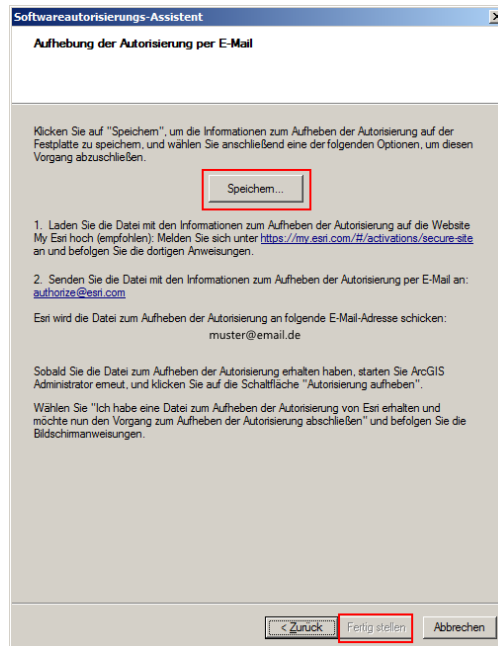 Softwareautorisierungs-Assistent
Aufhebung der Autorisierung per E-Mail
Klicken Sie auf "Speichern", um die Informationen zum Aufheben der Autorisierung auf der
Festplatte zu speichern, und wählen Sie anschließend eine der folgenden Optionen, um diesen
Vorgang abzuschließen.
Speichern...
1. Laden Sie die Datei mit den Informationen zum Aufheben der Autorisierung auf die Website
My Esri hoch (empfohlen): Melden Sie sich unter https://my.esri.com/#/activations/secure-site
an und befolgen Sie die dortigen Anweisungen.
2. Senden Sie die Datei mit den Informationen zum Aufheben der Autorisierung per E-Mail an:
authorize@esri.com
Esri wird die Datei zum Aufheben der Autorisierung an folgende E-Mail-Adresse schicken:
muster@email.de
Sobald Sie die Datei zum Aufheben der Autorisierung erhalten haben, starten Sie ArcGIS
Administrator erneut, und klicken Sie auf die Schaltfläche "Autorisierung aufheben".
Wählen Sie "Ich habe eine Datei zum Aufheben der Autorisierung von Esri erhalten und
möchte nun den Vorgang zum Aufheben der Autorisierung abschließen" und befolgen Sie die
Bildschirmanweisungen.
< Zurück Fertig stellen Abbrechen